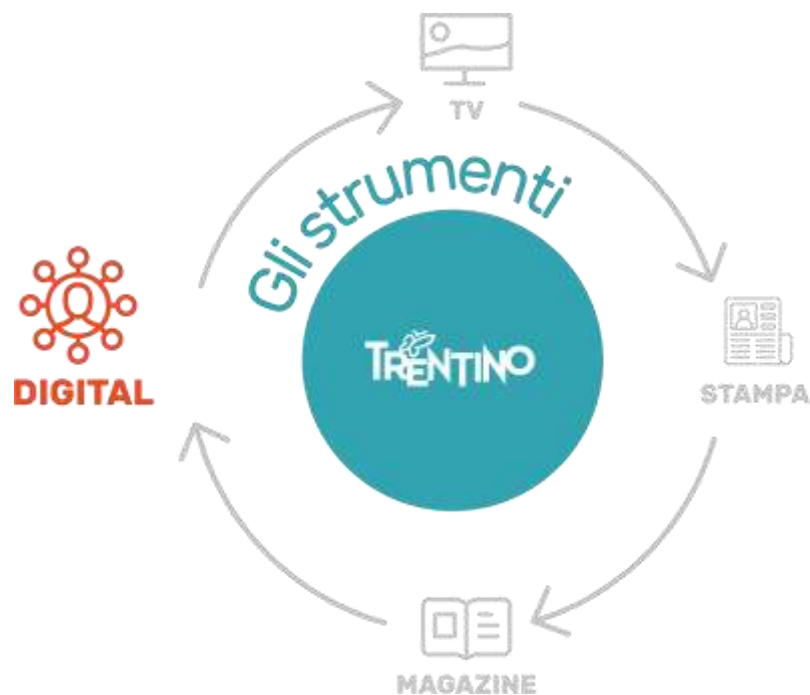 TV
Gli strumenti
TRENTINO
DIGITAL
STAMPA
MAGAZINE